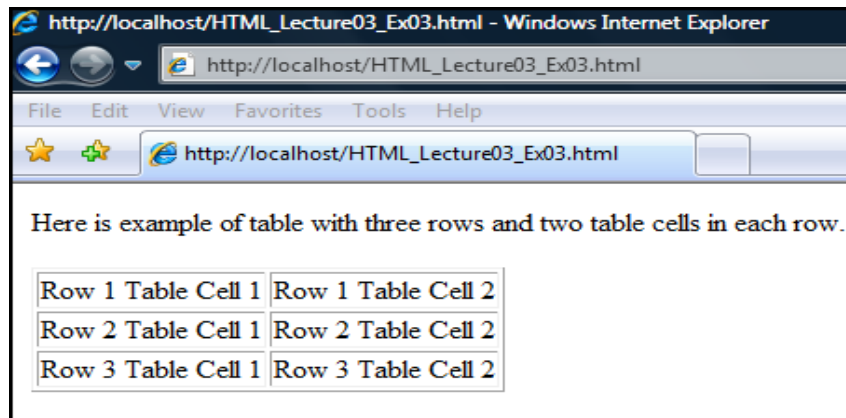 http://localhost/HTML_Lecture03_Ex03.html - Windows Internet Explorer
http://localhost/HTML_Lecture03_Ex03.html
File Edit View Favorites Tools Help
http://localhost/HTML_Lecture03_Ex03.html
Here is example of table with three rows and two table cells in each row.
Row 1 Table Cell 1 Row 1 Table Cell 2
Row 2 Table Cell 1 Row 2 Table Cell 2
Row 3 Table Cell 1 Row 3 Table Cell 2